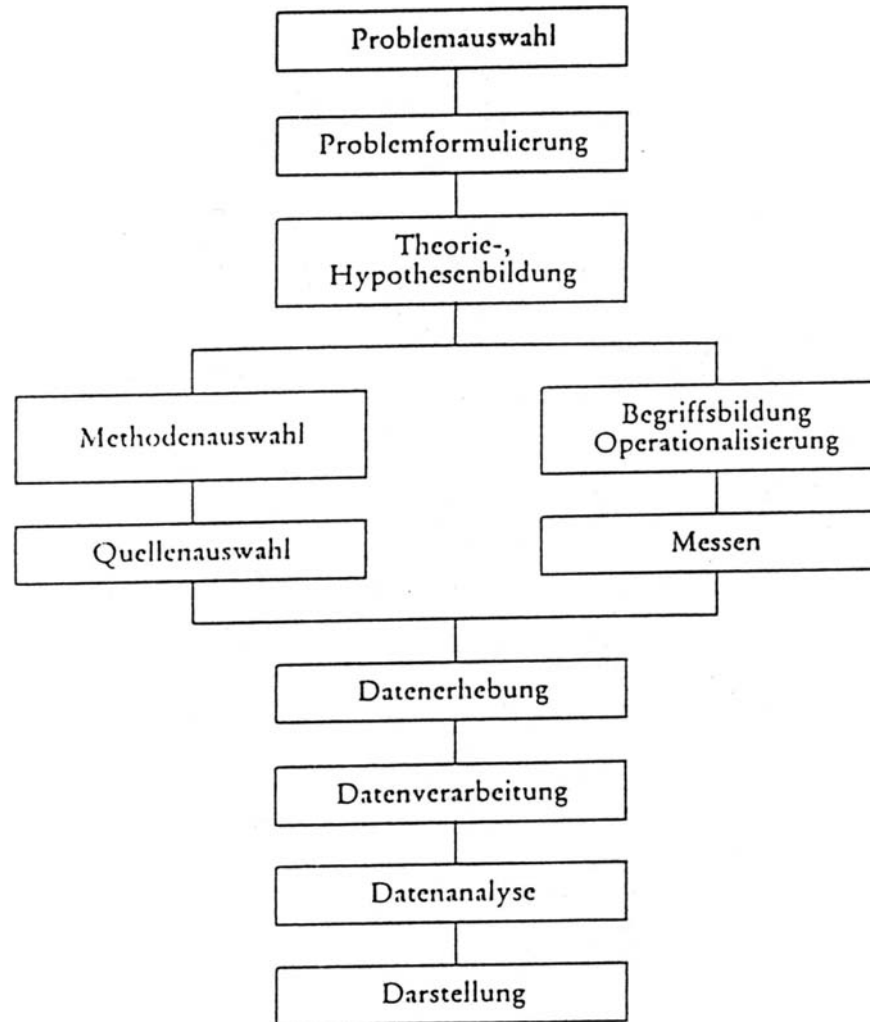 Problemauswahl
Problemformulierung
Theorie-,
Hypothesenbildung
Methodenauswahl
Begriffsbildung
Operationalisierung
Quellenauswahl
Messen
Datenerhebung
Datenverarbeitung
Datenanalyse
Darstellung